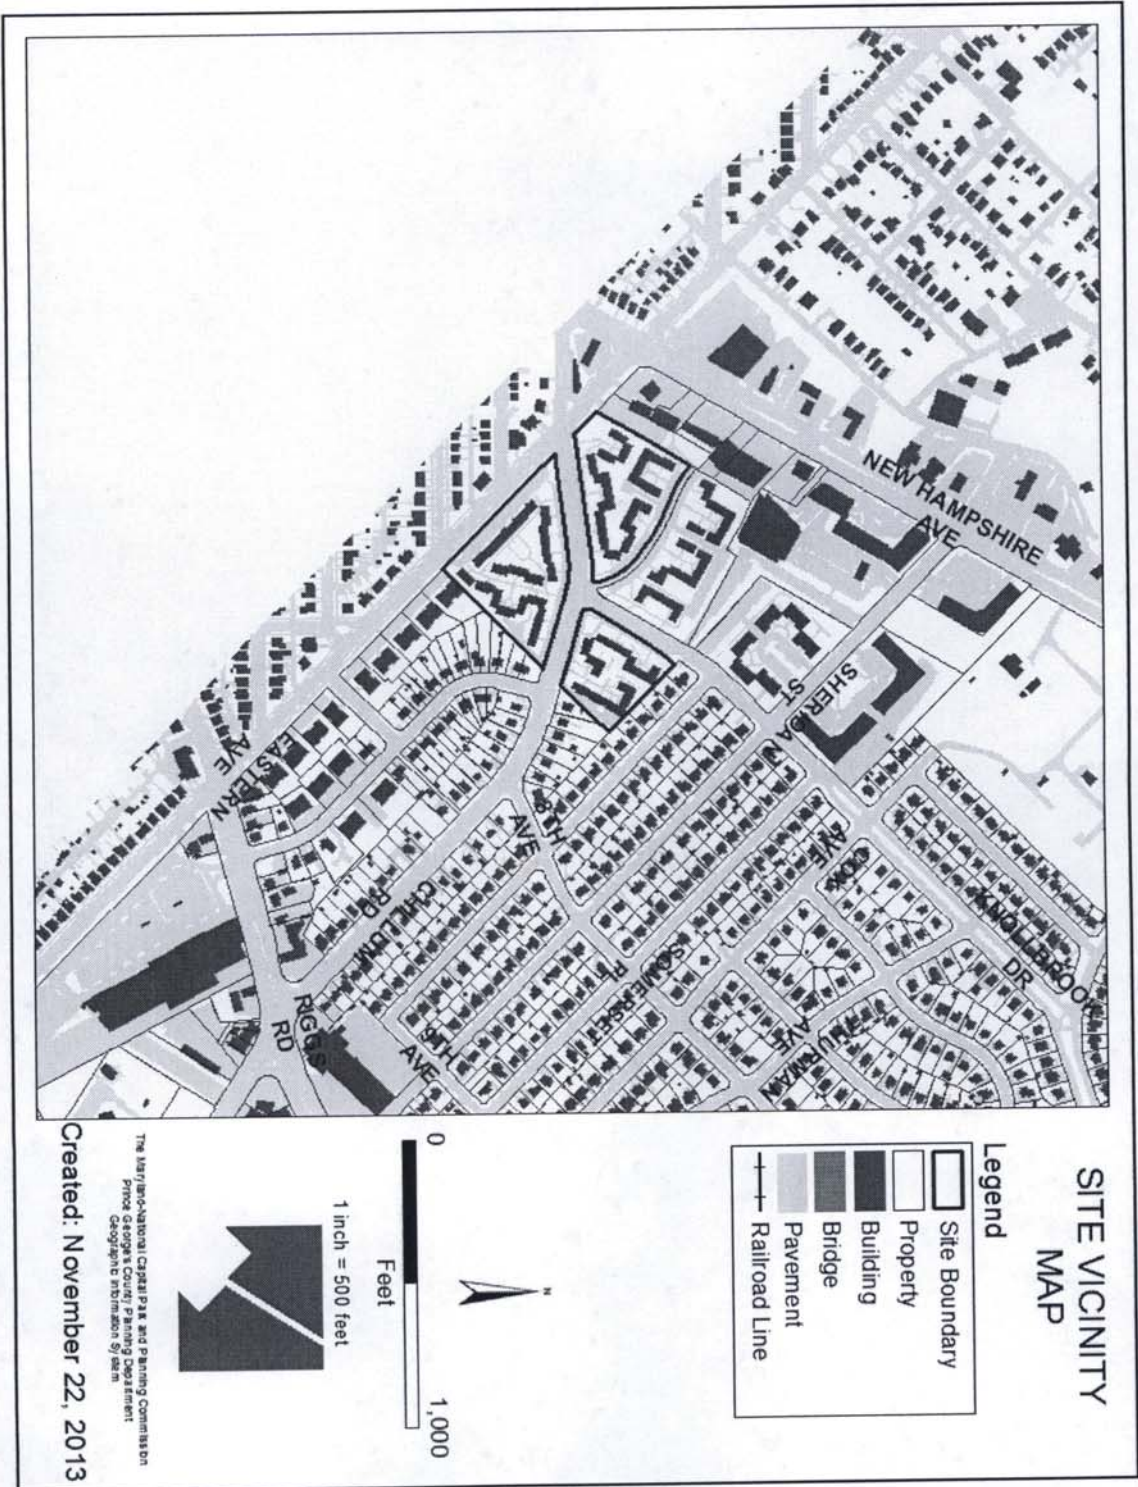 SITE VICINITY
MAP
Legend
Site Boundary
Property
Building
Bridge
Pavement
Railroad Line
N
0
1,000
Feet
1 inch = 500 feet
The Maryland-National Capital Park and Planning Commission
Prince George's County Planning Department
Geographic Information System
Created: November 22, 2013
NEW HAMPSHIRE
AVE
SHERIDAN
ST
KNOLLBROOK
DR
COX
AVE
8TH
AVE
SOMERSET
PL
NURMAN
AVE
CHILLUM
RD
9TH
AVE
EASTERN
AVE
RIGGS
RD